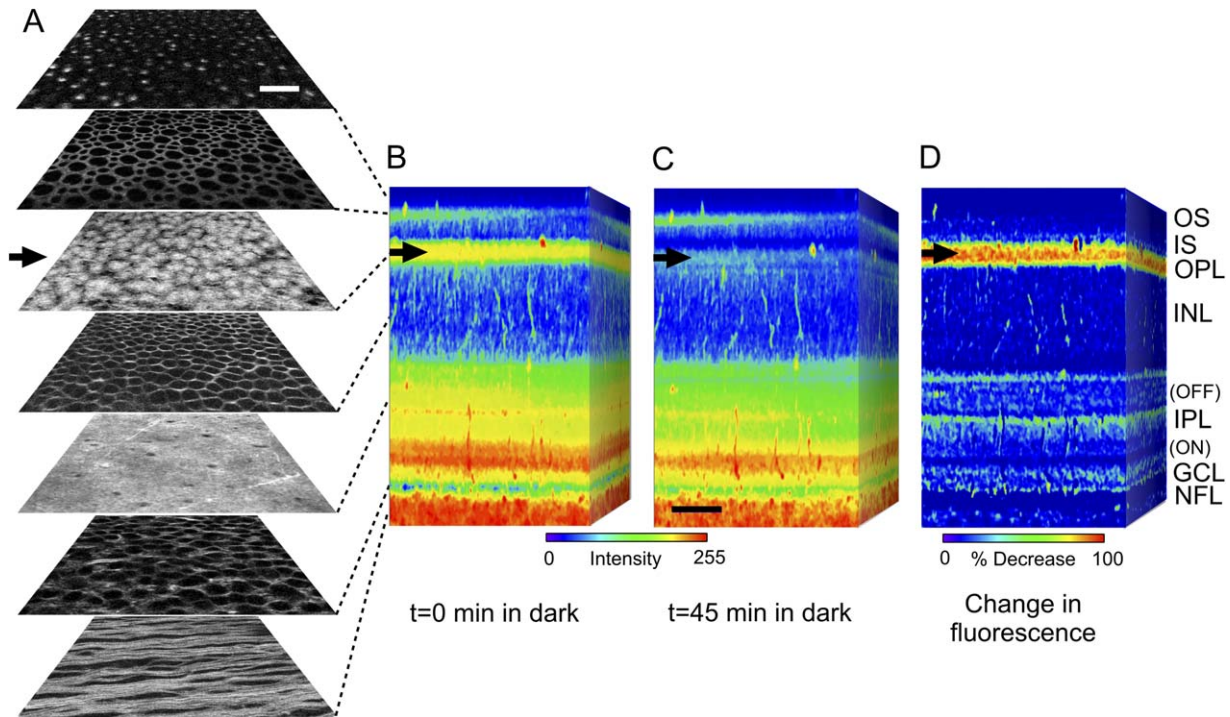 A
B
C
D
OS
IS
OPL
INL
(OFF)
IPL
(ON)
GCL
NFL
0 Intensity 255
0 % Decrease 100
t=0 min in dark
t=45 min in dark
Change in
fluorescence